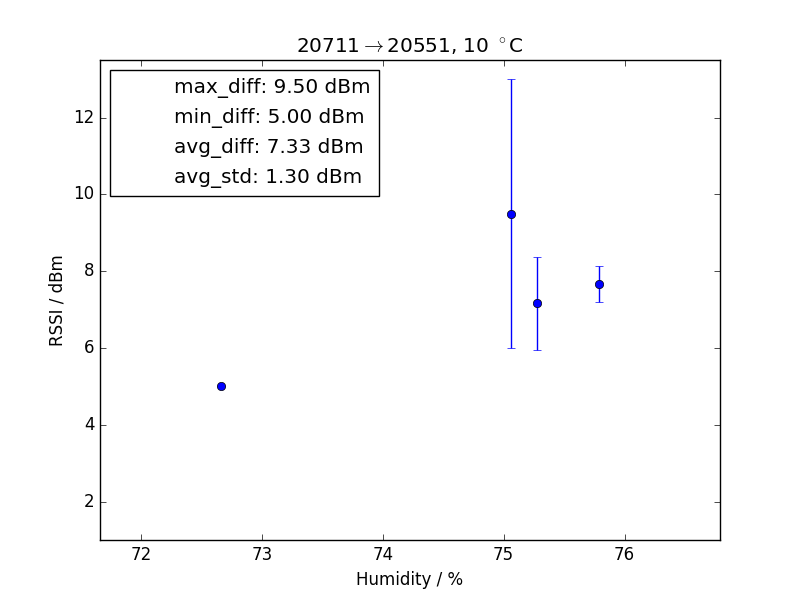 20711→20551, 10 °C
max_diff: 9.50 dBm
min_diff: 5.00 dBm
avg_diff: 7.33 dBm
avg_std: 1.30 dBm
12
10
8
6
4
2
RSSI / dBm
72 73 74 75 76
Humidity / %